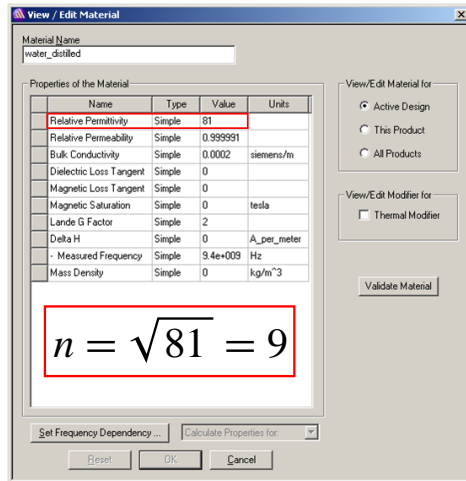 View / Edit Material
Material Name
water_distilled
Properties of the Material
Name Type Value Units
Relative Permittivity Simple 81
Relative Permeability Simple 0.999991
Bulk Conductivity Simple 0.0002 siemens/m
Dielectric Loss Tangent Simple 0
Magnetic Loss Tangent Simple 0
Magnetic Saturation Simple 0 tesla
Lande G Factor Simple 2
Delta H Simple 0 A_per_meter
- Measured Frequency Simple 9.4e+009 Hz
Mass Density Simple 0 kg/m^3
n = √81 = 9
View/Edit Material for
Active Design
This Product
All Products
View/Edit Modifier for
Thermal Modifier
Validate Material
Set Frequency Dependency ...
Calculate Properties for:
Reset
OK
Cancel